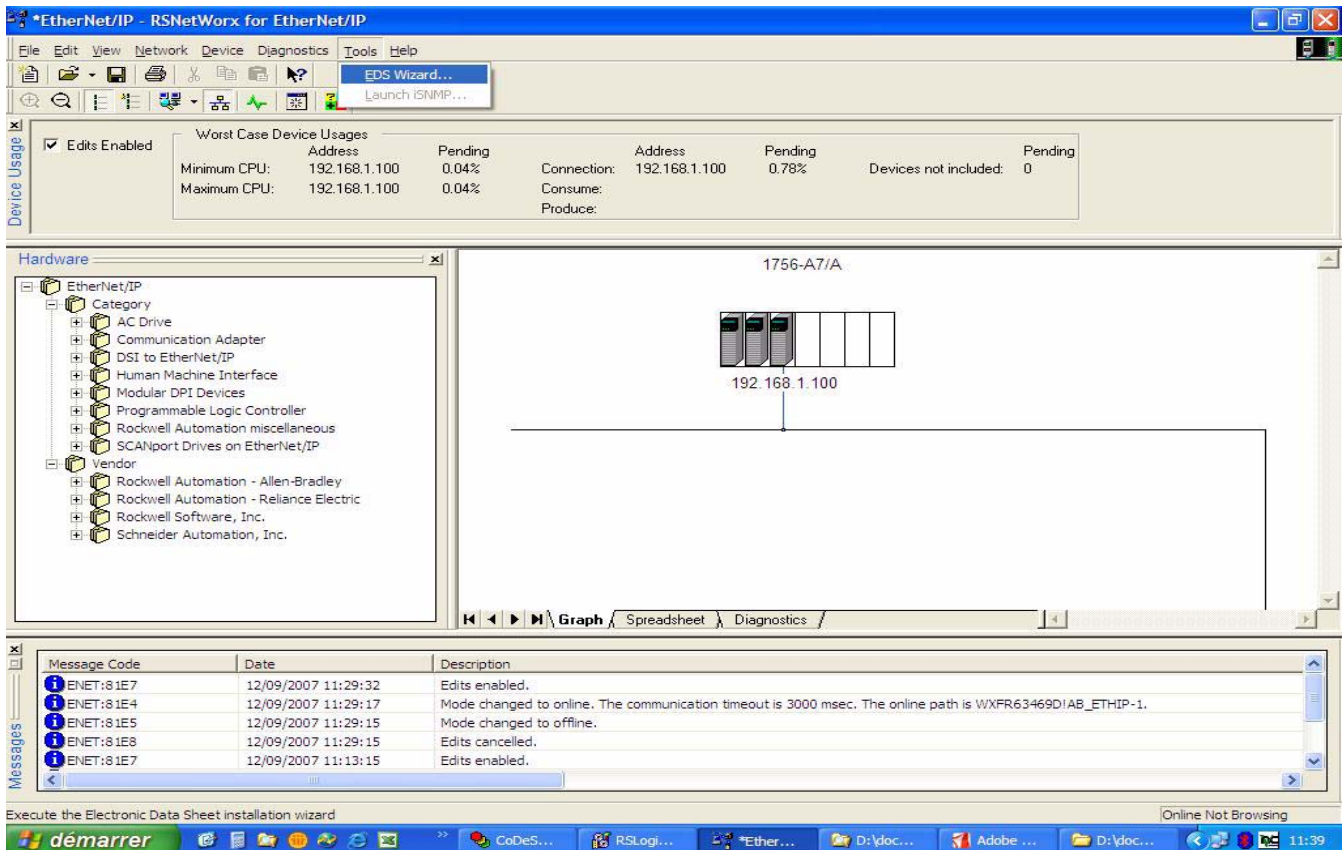 *EtherNet/IP - RSNetWorx for EtherNet/IP
File Edit View Network Device Diagnostics Tools Help
EDS Wizard...
Launch iSNMP...
Device Usage
Edits Enabled
Worst Case Device Usages
Address Pending Address Pending Pending
Minimum CPU: 192.168.1.100 0.04% Connection: 192.168.1.100 0.78% Devices not included: 0
Maximum CPU: 192.168.1.100 0.04% Consume:
Produce:
Hardware
EtherNet/IP
Category
AC Drive
Communication Adapter
DSI to EtherNet/IP
Human Machine Interface
Modular DPI Devices
Programmable Logic Controller
Rockwell Automation miscellaneous
SCANport Drives on EtherNet/IP
Vendor
Rockwell Automation - Allen-Bradley
Rockwell Automation - Reliance Electric
Rockwell Software, Inc.
Schneider Automation, Inc.
1756-A7/A
192.168.1.100
Graph Spreadsheet Diagnostics
Messages
Message Code Date Description
ENET:81E7 12/09/2007 11:29:32 Edits enabled.
ENET:81E4 12/09/2007 11:29:17 Mode changed to online. The communication timeout is 3000 msec. The online path is WXFR63469D!AB_ETHIP-1.
ENET:81E5 12/09/2007 11:29:15 Mode changed to offline.
ENET:81E8 12/09/2007 11:29:15 Edits cancelled.
ENET:81E7 12/09/2007 11:13:15 Edits enabled.
Execute the Electronic Data Sheet installation wizard Online Not Browsing
démarrer CoDeS... RSLogi... *Ether... D:\doc... Adobe ... D:\doc... 11:39